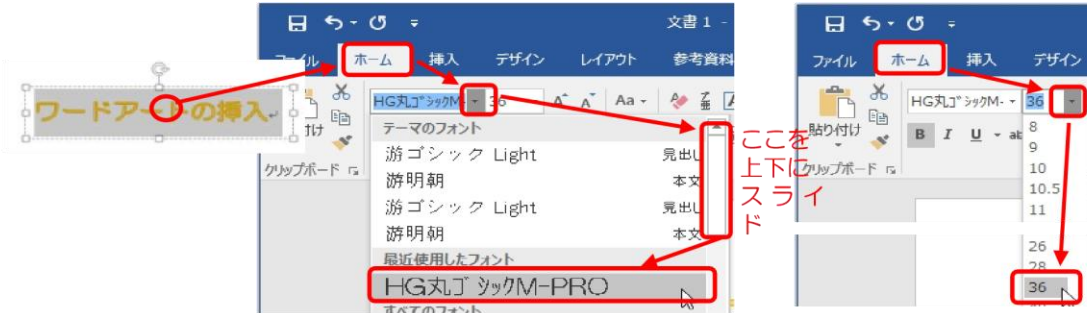 文書 1 -
ファイル ホーム 挿入 デザイン レイアウト 参考資料
HG丸ゴシックM- 36 Aa
ワードアートの挿入
クリップボード
テーマのフォント
游ゴシック Light 見出し
游明朝 本文
游ゴシック Light 見出し
游明朝 本文
最近使用したフォント
HG丸ゴシックM-PRO
すべてのフォント
ここを
上下に
スライ
ド
ファイル ホーム 挿入 デザイン
HG丸ゴシックM- 36
貼り付け
B I U
クリップボード
8
9
10
10.5
11
26
28
36